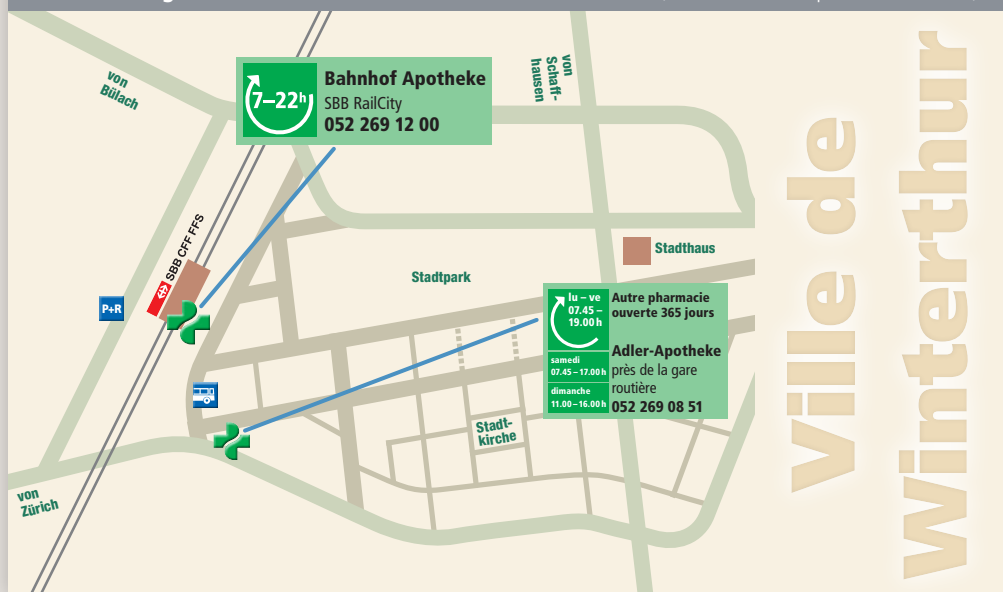 von
Bülach
7–22h
Bahnhof Apotheke
SBB RailCity
052 269 12 00
von
Schaff-
hausen
SBB CFF FFS
P+R
Stadtpark
Stadthaus
lu – ve
07.45 –
19.00 h
samedi
07.45 – 17.00 h
dimanche
11.00 – 16.00 h
Autre pharmacie
ouverte 365 jours
Adler-Apotheke
près de la gare
routière
052 269 08 51
Stadt-
kirche
von
Zürich
ville de
winterthur